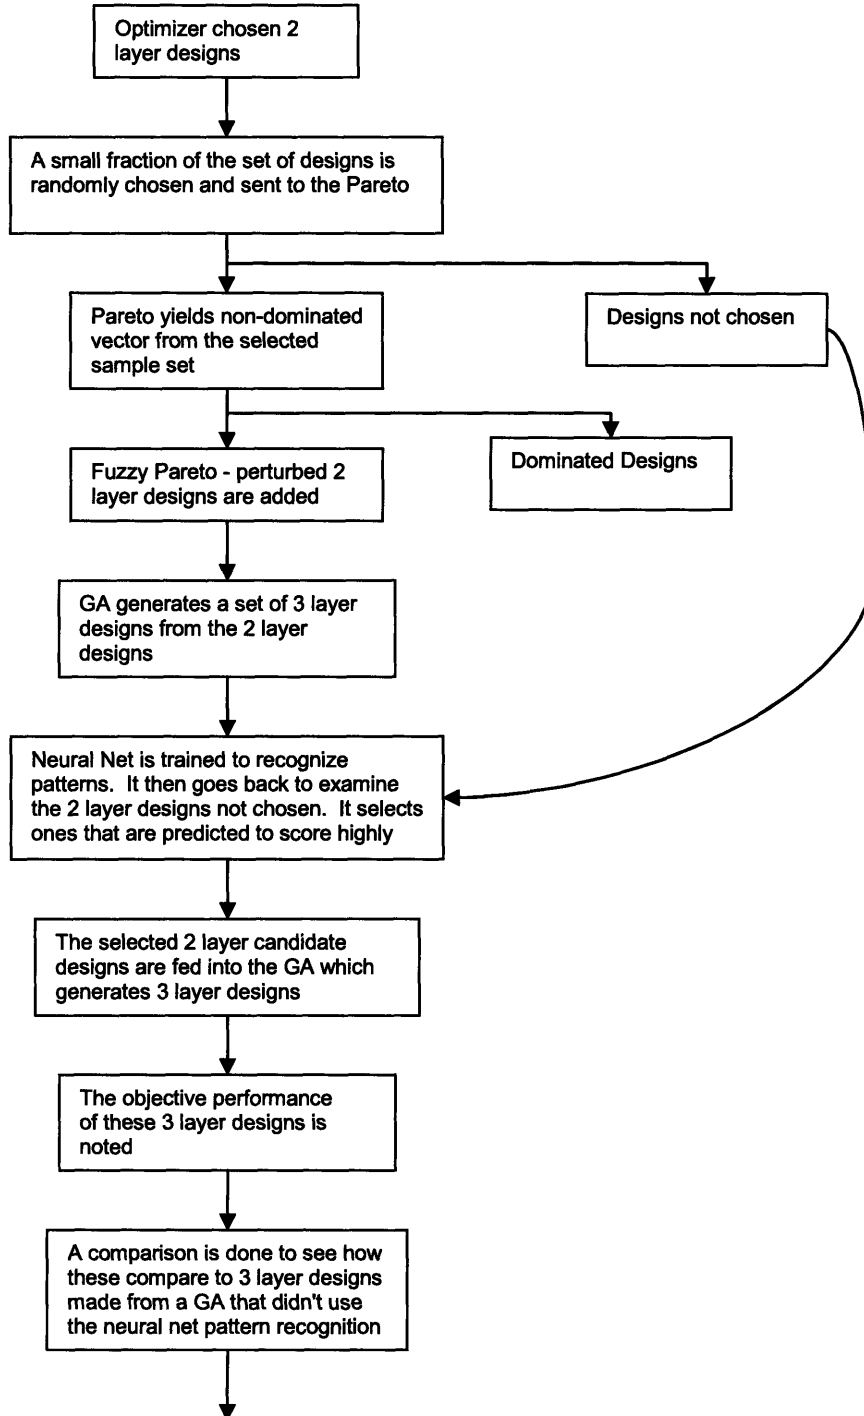 Optimizer chosen 2
layer designs
A small fraction of the set of designs is
randomly chosen and sent to the Pareto
Pareto yields non-dominated
vector from the selected
sample set
Designs not chosen
Fuzzy Pareto - perturbed 2
layer designs are added
Dominated Designs
GA generates a set of 3 layer
designs from the 2 layer
designs
Neural Net is trained to recognize
patterns.  It then goes back to examine
the 2 layer designs not chosen.  It selects
ones that are predicted to score highly
The selected 2 layer candidate
designs are fed into the GA which
generates 3 layer designs
The objective performance
of these 3 layer designs is
noted
A comparison is done to see how
these compare to 3 layer designs
made from a GA that didn't use
the neural net pattern recognition